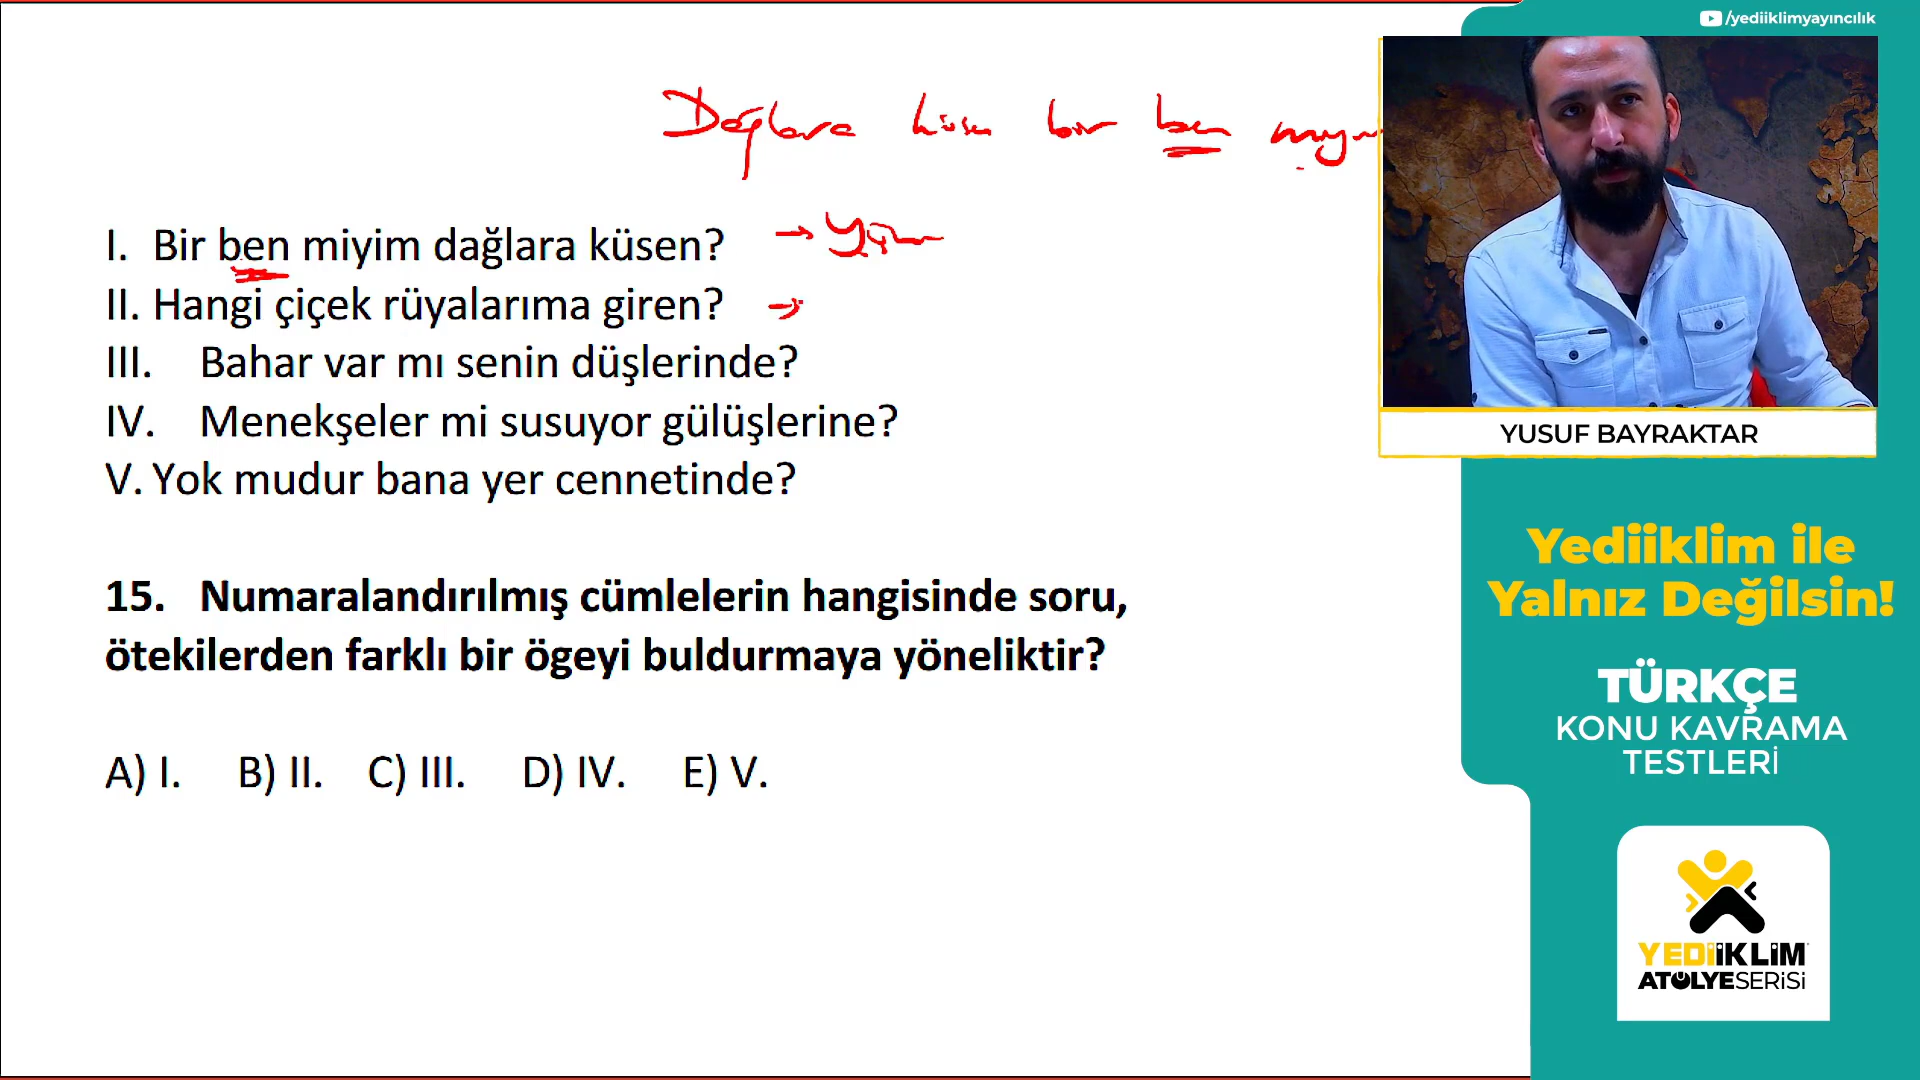 /yediiklimyayıncılık
Dağlara küsen bir ben miyim
I. Bir ben miyim dağlara küsen? → Yüklem
II. Hangi çiçek rüyalarıma giren? →
III. Bahar var mı senin düşlerinde?
IV. Menekşeler mi susuyor gülüşlerine?
V. Yok mudur bana yer cennetinde?
15. Numaralandırılmış cümlelerin hangisinde soru,
ötekilerden farklı bir ögeyi buldurmaya yöneliktir?
A) I. B) II. C) III. D) IV. E) V.
YUSUF BAYRAKTAR
Yediiklim ile
Yalnız Değilsin!
TÜRKÇE
KONU KAVRAMA
TESTLERİ
YEDİİKLİM
ATÖLYESERİSİ